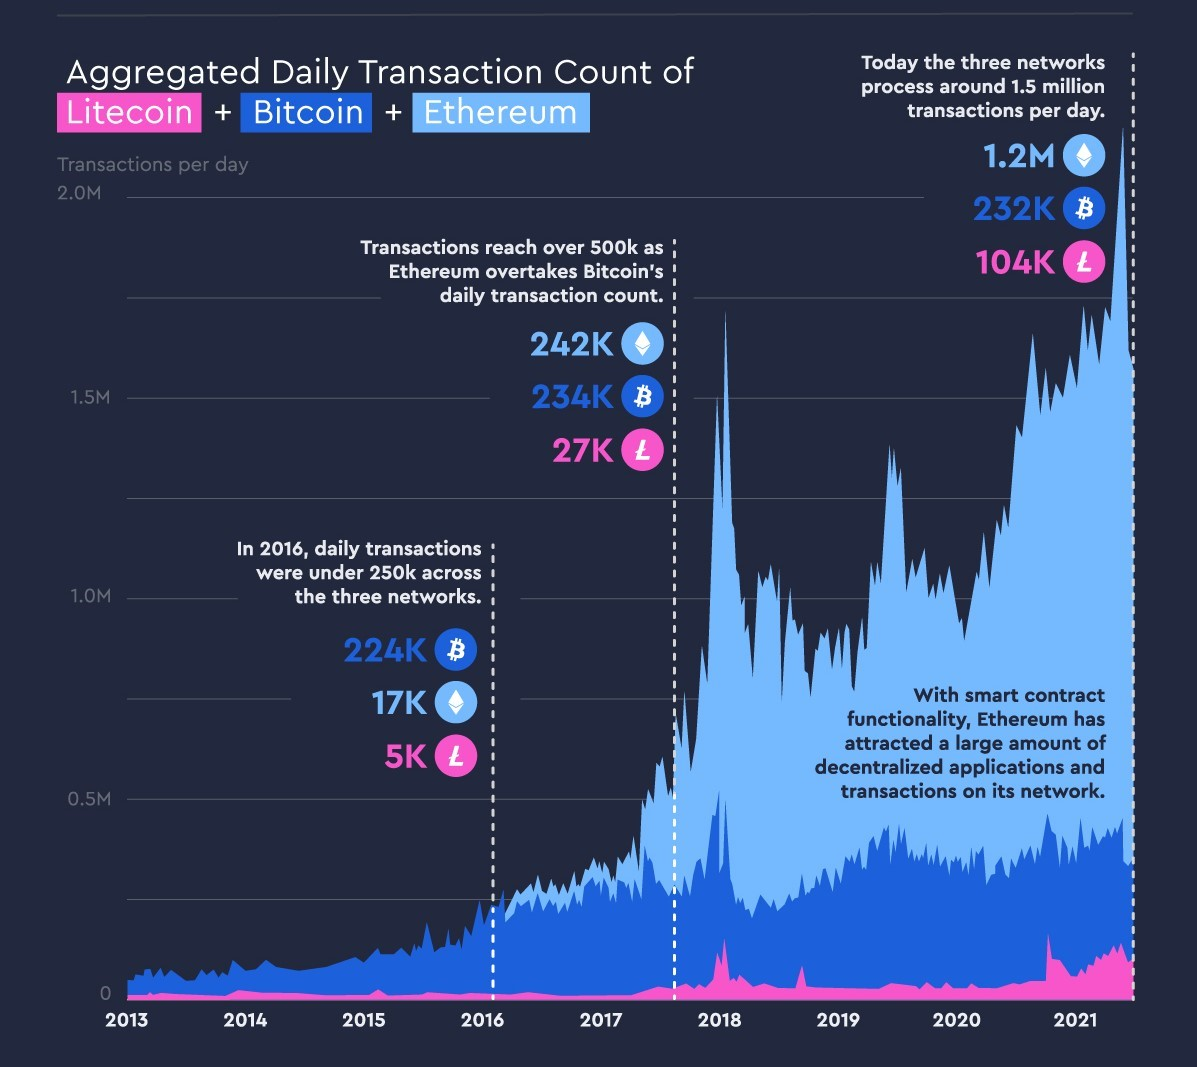 Aggregated Daily Transaction Count of
Litecoin + Bitcoin + Ethereum
Transactions per day
2.0M
1.5M
1.0M
0.5M
0
Today the three networks
process around 1.5 million
transactions per day.
1.2M
232K
104K
Transactions reach over 500k as
Ethereum overtakes Bitcoin's
daily transaction count.
242K
234K
27K
In 2016, daily transactions
were under 250k across
the three networks.
224K
17K
5K
With smart contract
functionality, Ethereum has
attracted a large amount of
decentralized applications and
transactions on its network.
2013 2014 2015 2016 2017 2018 2019 2020 2021